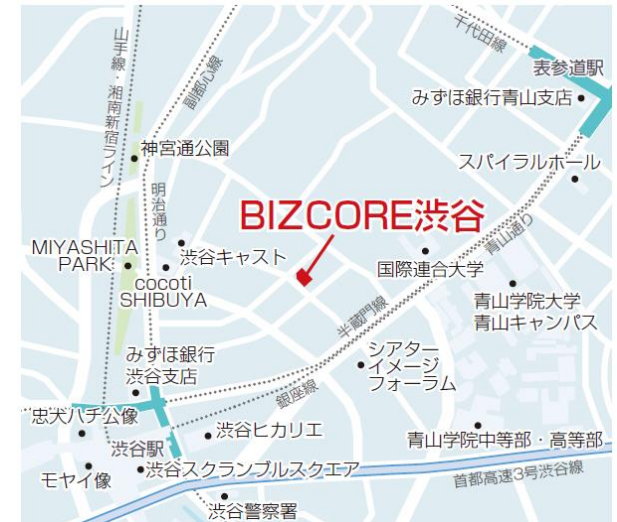 千代田線
表参道駅
みずほ銀行青山支店
山手線・湘南新宿ライン
副都心線
神宮通公園
スパイラルホール
明治通り
BIZCORE渋谷
青山通り
MIYASHITA
PARK
渋谷キャスト
cocoti
SHIBUYA
国際連合大学
青山学院大学
青山キャンパス
半蔵門線
みずほ銀行
渋谷支店
シアター
イメージ
フォーラム
銀座線
忠犬ハチ公像
渋谷ヒカリエ
青山学院中等部・高等部
渋谷駅
渋谷スクランブルスクエア
モヤイ像
首都高速3号渋谷線
渋谷警察署